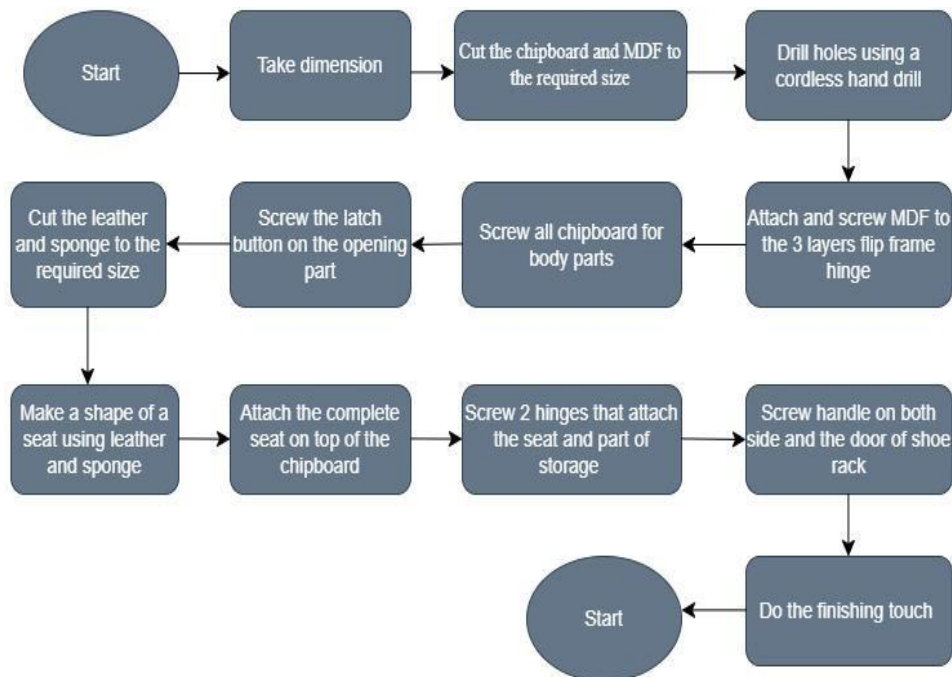 Start
Take dimension
Cut the chipboard and MDF to
the required size
Drill holes using a
cordless hand drill
Attach and screw MDF to
the 3 layers flip frame
hinge
Screw all chipboard for
body parts
Screw the latch
button on the opening
part
Cut the leather
and sponge to the
required size
Make a shape of a
seat using leather
and sponge
Attach the complete
seat on top of the
chipboard
Screw 2 hinges that attach
the seat and part of
storage
Screw handle on both
side and the door of shoe
rack
Do the finishing touch
Start